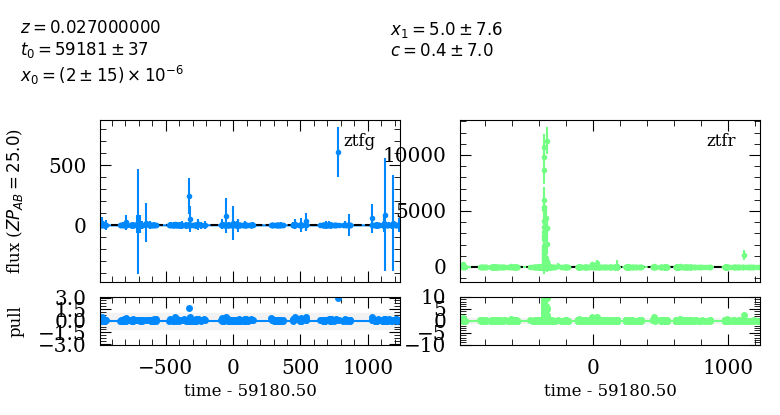 z = 0.027000000
t₀ = 59181 ± 37
x₀ = (2 ± 15) × 10⁻⁶
x₁ = 5.0 ± 7.6
c = 0.4 ± 7.0
flux (ZP_AB = 25.0)
500
0
ztfg
10000
5000
0
ztfr
pull
3.0
1.5
0.0
−1.5
−3.0
10
5
0
−5
−10
−500 0 500 1000
0 1000
time - 59180.50
time - 59180.50